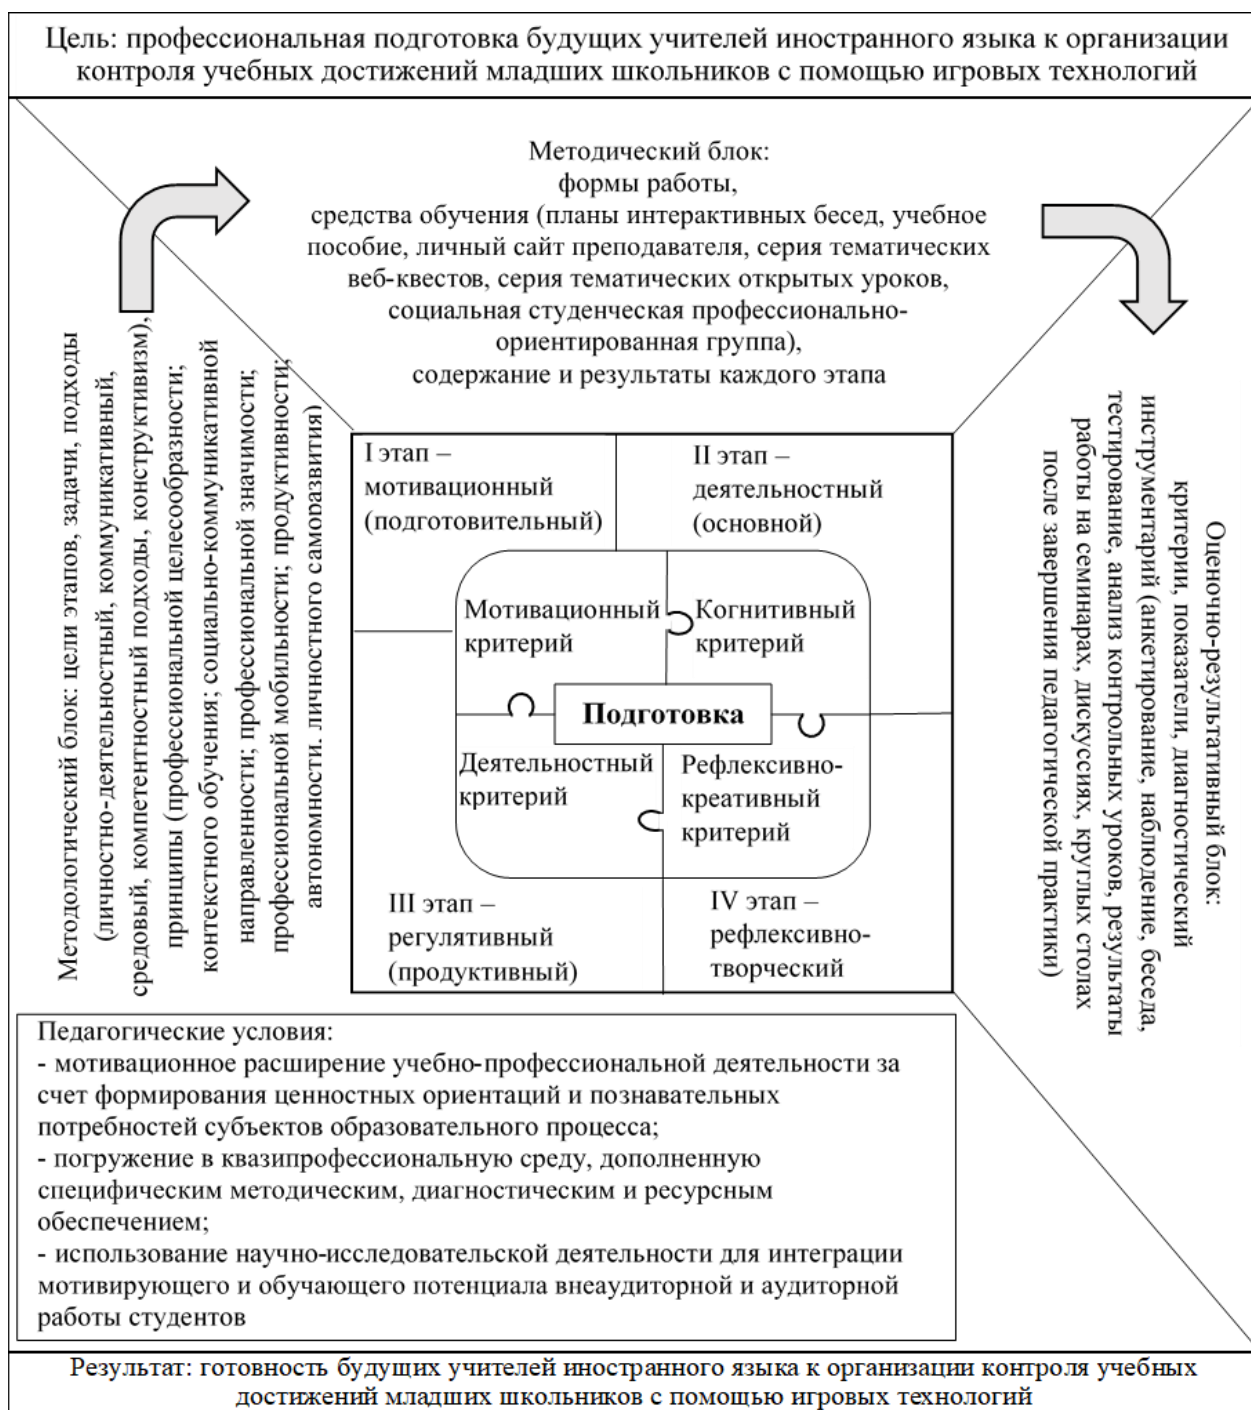 Цель: профессиональная подготовка будущих учителей иностранного языка к организации
контроля учебных достижений младших школьников с помощью игровых технологий
Методический блок:
формы работы,
средства обучения (планы интерактивных бесед, учебное
пособие, личный сайт преподавателя, серия тематических
веб-квестов, серия тематических открытых уроков,
социальная студенческая профессионально-
ориентированная группа),
содержание и результаты каждого этапа
Методологический блок: цели этапов, задачи, подходы
(личностно-деятельностный, коммуникативный,
средовый, компетентностный подходы, конструктивизм),
принципы (профессиональной целесообразности;
контекстного обучения; социально-коммуникативной
направленности; профессиональной значимости;
профессиональной мобильности; продуктивности;
автономности. личностного саморазвития)
I этап –
мотивационный
(подготовительный)
II этап –
деятельностный
(основной)
Мотивационный
критерий
Когнитивный
критерий
Подготовка
Деятельностный
критерий
Рефлексивно-
креативный
критерий
III этап –
регулятивный
(продуктивный)
IV этап –
рефлексивно-
творческий
Оценочно-результативный блок:
критерии, показатели, диагностический
инструментарий (анкетирование, наблюдение, беседа,
тестирование, анализ контрольных уроков, результаты
работы на семинарах, дискуссиях, круглых столах
после завершения педагогической практики)
Педагогические условия:
- мотивационное расширение учебно-профессиональной деятельности за
счет формирования ценностных ориентаций и познавательных
потребностей субъектов образовательного процесса;
- погружение в квазипрофессиональную среду, дополненную
специфическим методическим, диагностическим и ресурсным
обеспечением;
- использование научно-исследовательской деятельности для интеграции
мотивирующего и обучающего потенциала внеаудиторной и аудиторной
работы студентов
Результат: готовность будущих учителей иностранного языка к организации контроля учебных
достижений младших школьников с помощью игровых технологий